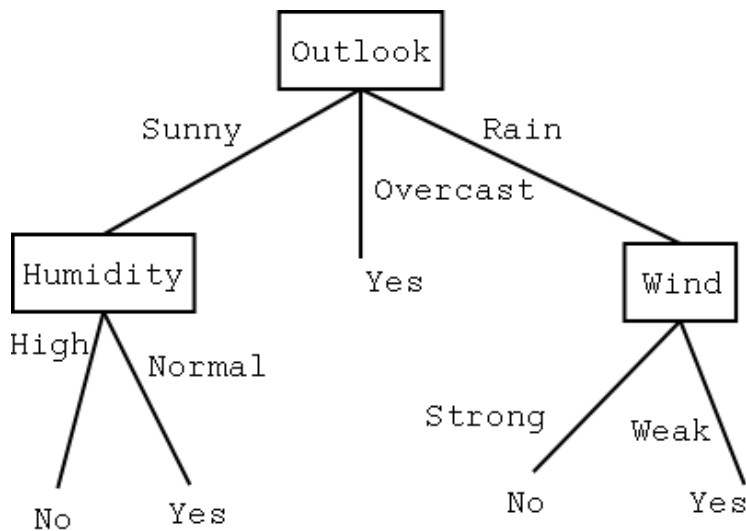 Outlook
Sunny
Rain
Overcast
Humidity
Yes
Wind
High
Normal
Strong
Weak
No
Yes
No
Yes